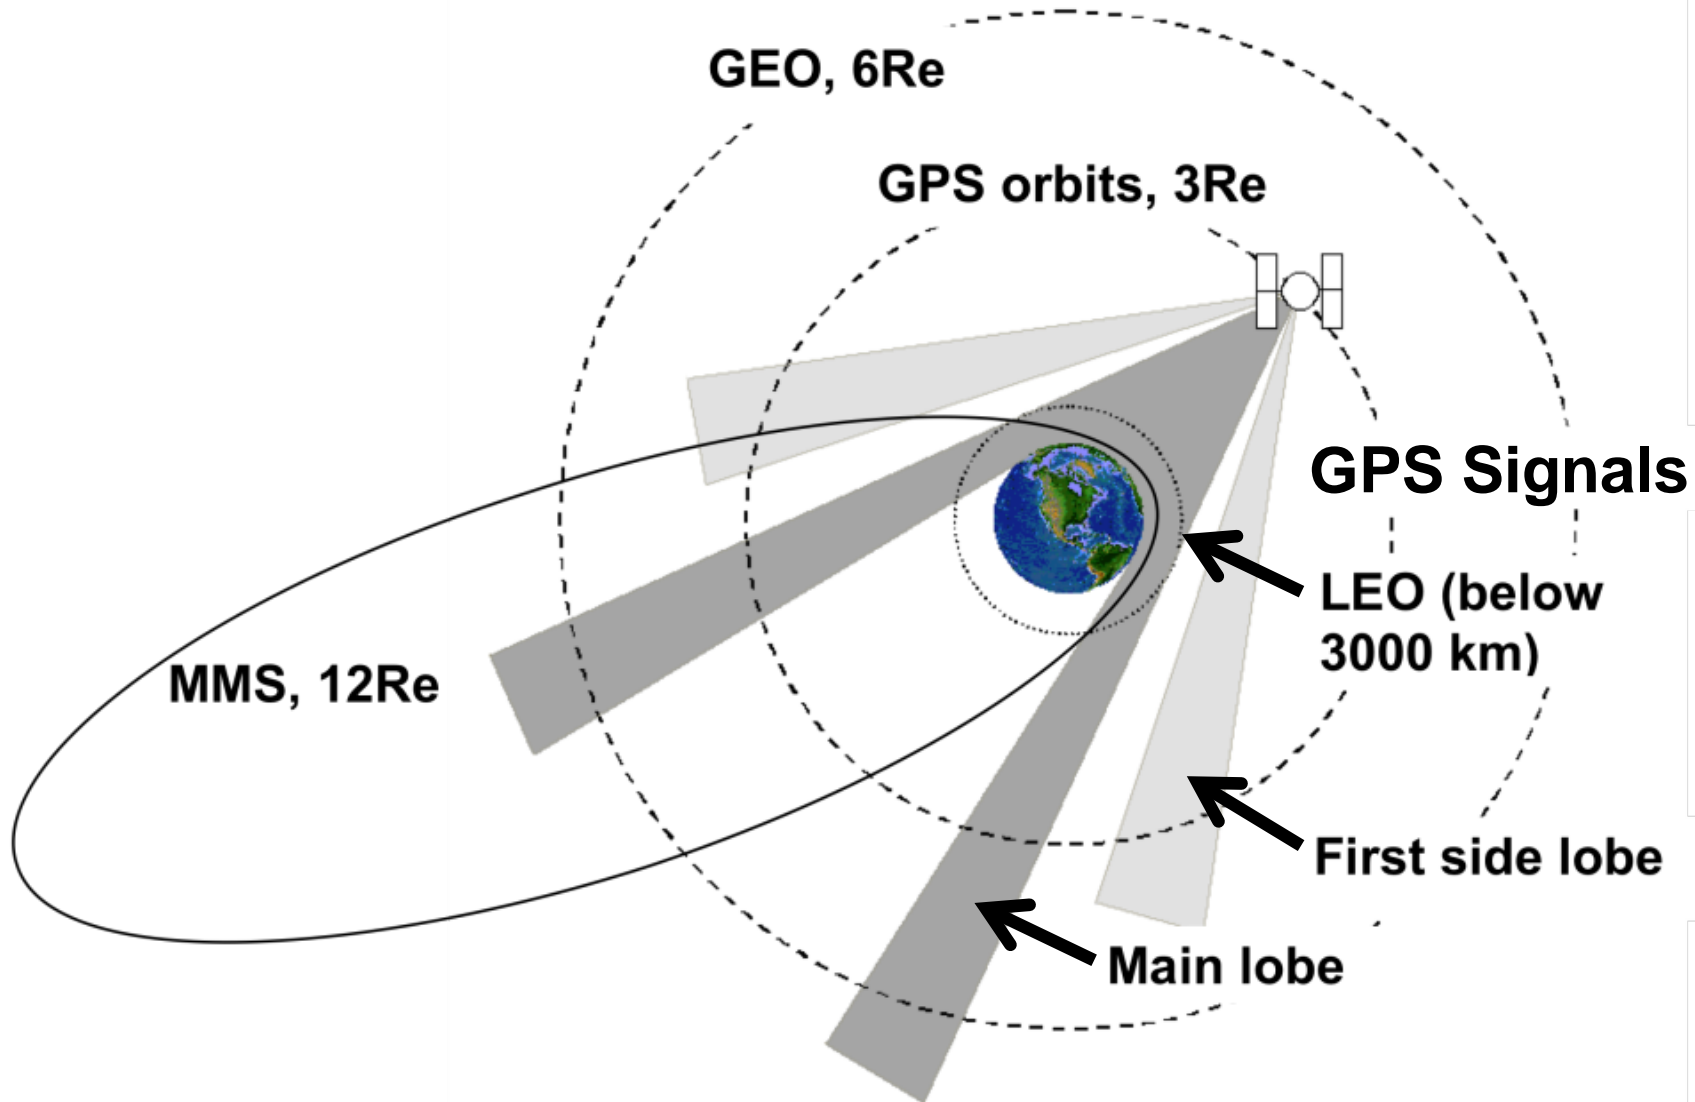 GEO, 6Re
GPS orbits, 3Re
GPS Signals
LEO (below
3000 km)
MMS, 12Re
First side lobe
Main lobe